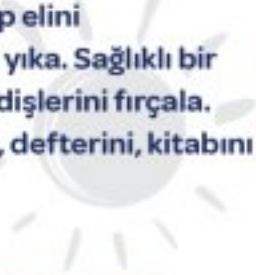 p elini
yıka. Sağlıklı bir
dişlerini fırçala.
, defterini, kitabını